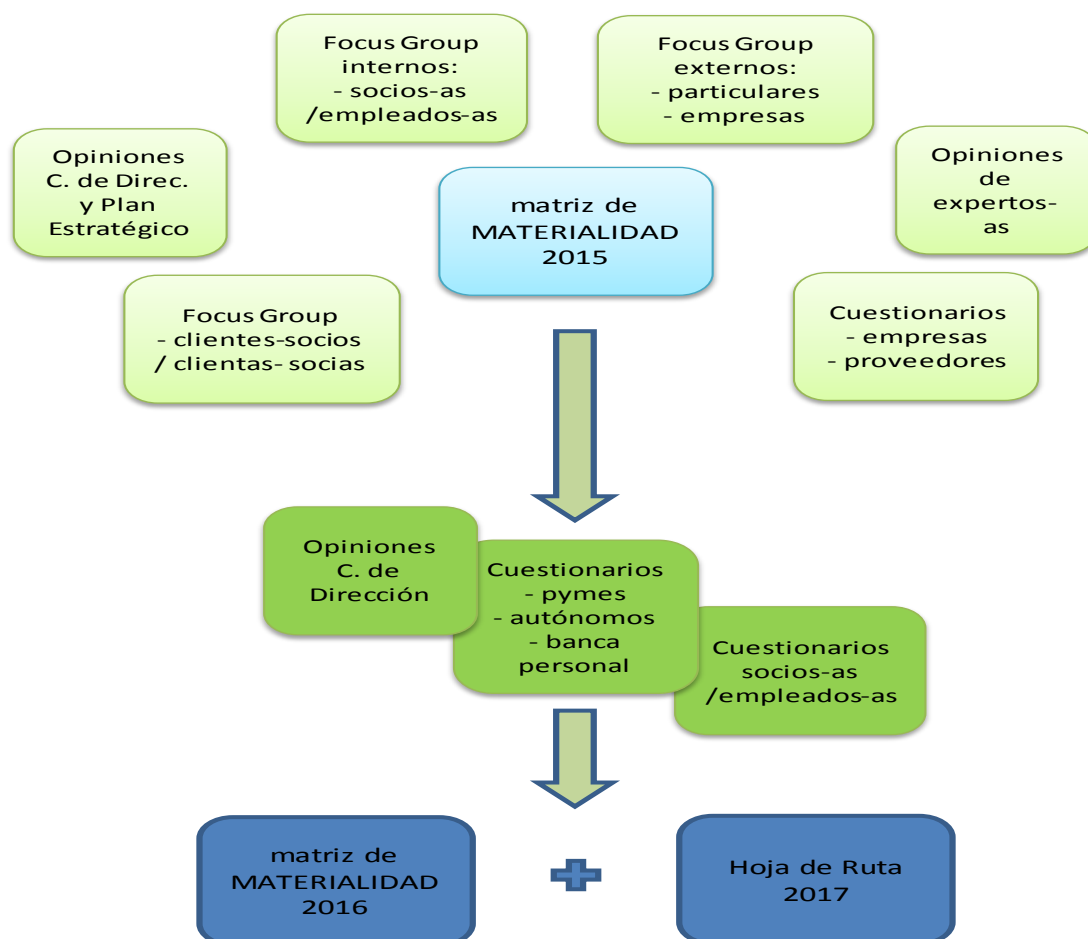 Focus Group
internos:
- socios-as
/empleados-as
Focus Group
externos:
- particulares
- empresas
Opiniones
C. de Direc.
y Plan
Estratégico
matriz de
MATERIALIDAD
2015
Opiniones
de
expertos-
as
Focus Group
- clientes-socios
/ clientas- socias
Cuestionarios
- empresas
- proveedores
Opiniones
C. de
Dirección
Cuestionarios
- pymes
- autónomos
- banca
personal
Cuestionarios
socios-as
/empleados-as
matriz de
MATERIALIDAD
2016
Hoja de Ruta
2017